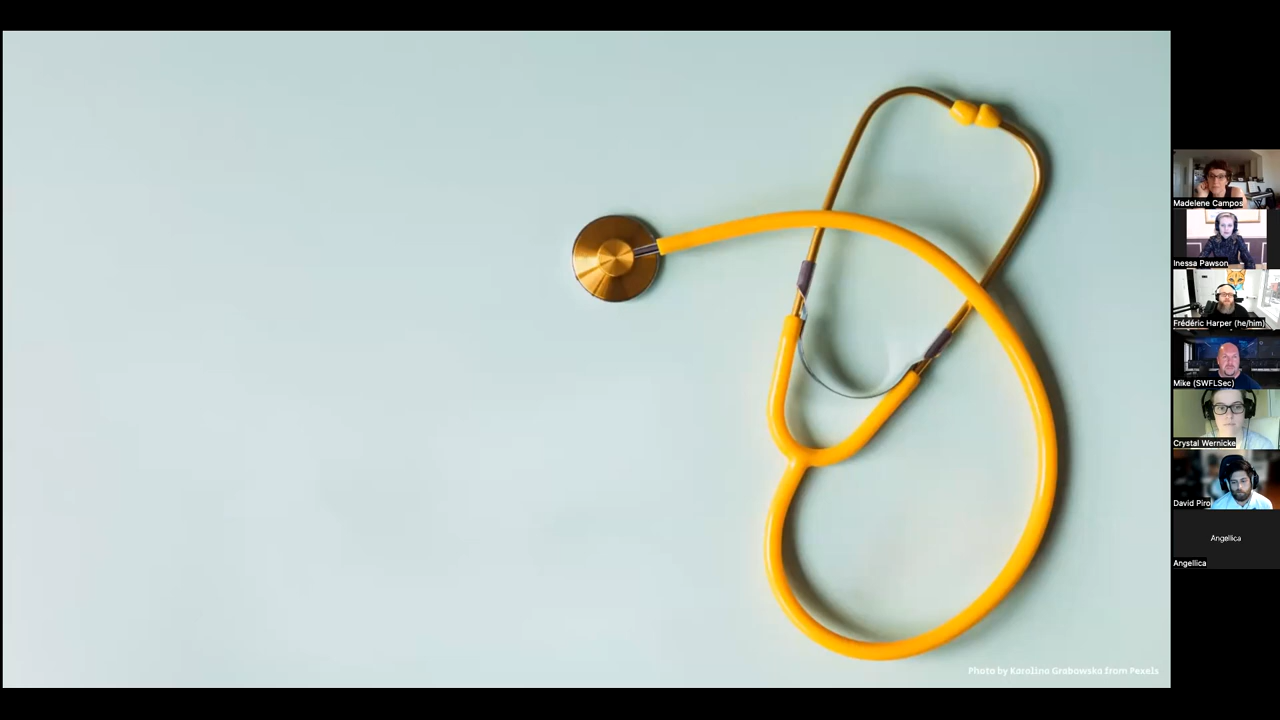 Madelene Campos
Inessa Pawson
Frédéric Harper (he/him)
Mike (SWFLSec)
Crystal Wernicke
David Piro
Angellica
Angellica
Photo by Karolina Grabowska from Pexels